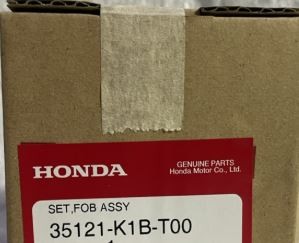 HONDA
GENUINE PARTS
Honda Motor Co., Ltd.
SET,FOB ASSY
35121-K1B-T00